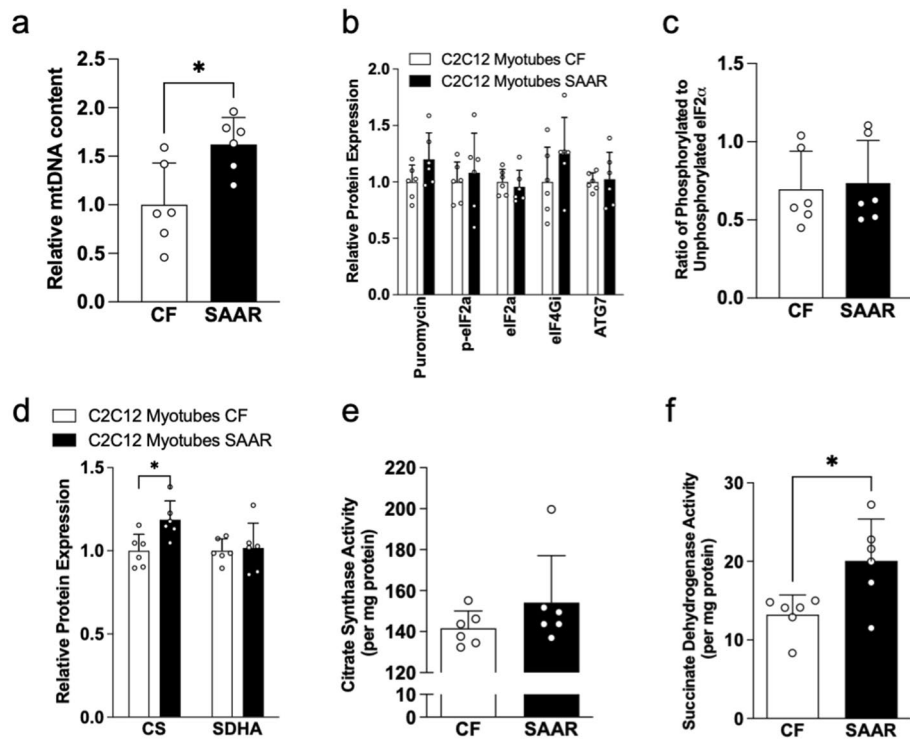 a
Relative mtDNA content
2.5
2.0
1.5
1.0
0.5
0.0
*
CF
SAAR
b
C2C12 Myotubes CF
C2C12 Myotubes SAAR
Relative Protein Expression
2.0
1.5
1.0
0.5
0.0
Puromycin
p-eIF2a
eIF2a
eIF4Gi
ATG7
c
Ratio of Phosphorylated to
Unphosphorylated eIF2α
1.5
1.0
0.5
0.0
CF
SAAR
d
C2C12 Myotubes CF
C2C12 Myotubes SAAR
Relative Protein Expression
1.5
1.0
0.5
0.0
*
CS
SDHA
e
Citrate Synthase Activity
(per mg protein)
220
200
180
160
140
120
10
0
CF
SAAR
f
Succinate Dehydrogenase Activity
(per mg protein)
30
20
10
0
*
CF
SAAR